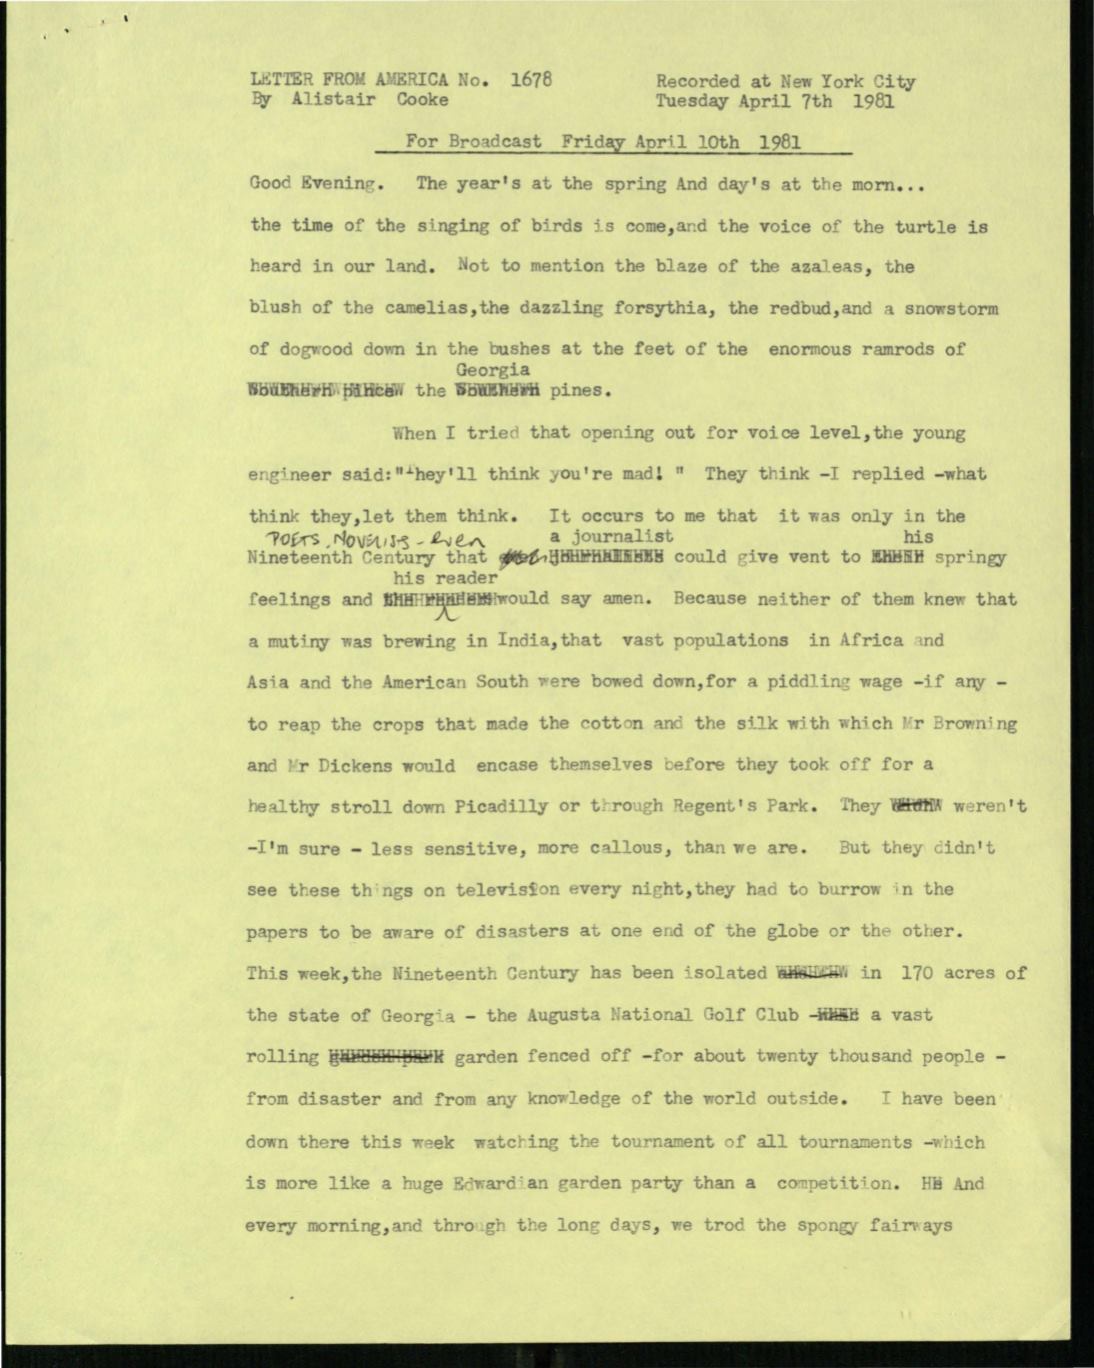 LETTER FROM AMERICA No. 1678
By Alistair Cooke
Recorded at New York City
Tuesday April 7th 1981
For Broadcast Friday April 10th 1981
Good Evening. The year's at the spring And day's at the morn...
the time of the singing of birds is come,and the voice of the turtle is
heard in our land. Not to mention the blaze of the azaleas, the
blush of the camelias,the dazzling forsythia, the redbud,and a snowstorm
of dogwood down in the bushes at the feet of the enormous ramrods of
Georgia
Southern pines the Southern pines.
When I tried that opening out for voice level,the young
engineer said:"They'll think you're mad! " They think -I replied -what
think they,let them think. It occurs to me that it was only in the
POETS, NOVELISTS - even a journalist his
Nineteenth Century that journalists could give vent to springy
his reader
feelings and would say amen. Because neither of them knew that
a mutiny was brewing in India,that vast populations in Africa and
Asia and the American South were bowed down,for a piddling wage -if any -
to reap the crops that made the cotton and the silk with which Mr Browning
and Mr Dickens would encase themselves before they took off for a
healthy stroll down Picadilly or through Regent's Park. They weren't
-I'm sure - less sensitive, more callous, than we are. But they didn't
see these things on television every night,they had to burrow in the
papers to be aware of disasters at one end of the globe or the other.
This week,the Nineteenth Century has been isolated in 170 acres of
the state of Georgia - the Augusta National Golf Club - a vast
rolling garden fenced off -for about twenty thousand people -
from disaster and from any knowledge of the world outside. I have been
down there this week watching the tournament of all tournaments -which
is more like a huge Edwardian garden party than a competition. And
every morning,and through the long days, we trod the spongy fairways